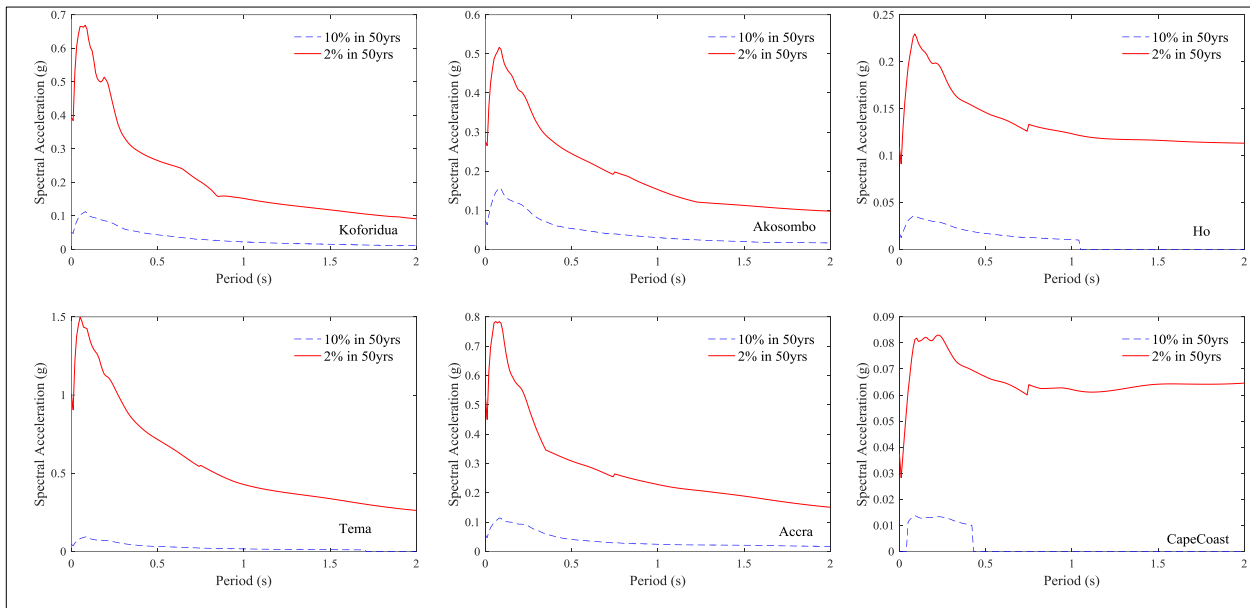 0.7
0.6
0.5
0.4
0.3
0.2
0.1
0
Spectral Acceleration (g)
10% in 50yrs
2% in 50yrs
Koforidua
0 0.5 1 1.5 2
Period (s)
0.6
0.5
0.4
0.3
0.2
0.1
0
Spectral Acceleration (g)
10% in 50yrs
2% in 50yrs
Akosombo
0 0.5 1 1.5 2
Period (s)
0.25
0.2
0.15
0.1
0.05
0
Spectral Acceleration (g)
10% in 50yrs
2% in 50yrs
Ho
0 0.5 1 1.5 2
Period (s)
1.5
1
0.5
0
Spectral Acceleration (g)
10% in 50yrs
2% in 50yrs
Tema
0 0.5 1 1.5 2
Period (s)
0.8
0.7
0.6
0.5
0.4
0.3
0.2
0.1
0
Spectral Acceleration (g)
10% in 50yrs
2% in 50yrs
Accra
0 0.5 1 1.5 2
Period (s)
0.09
0.08
0.07
0.06
0.05
0.04
0.03
0.02
0.01
0
Spectral Acceleration (g)
10% in 50yrs
2% in 50yrs
CapeCoast
0 0.5 1 1.5 2
Period (s)